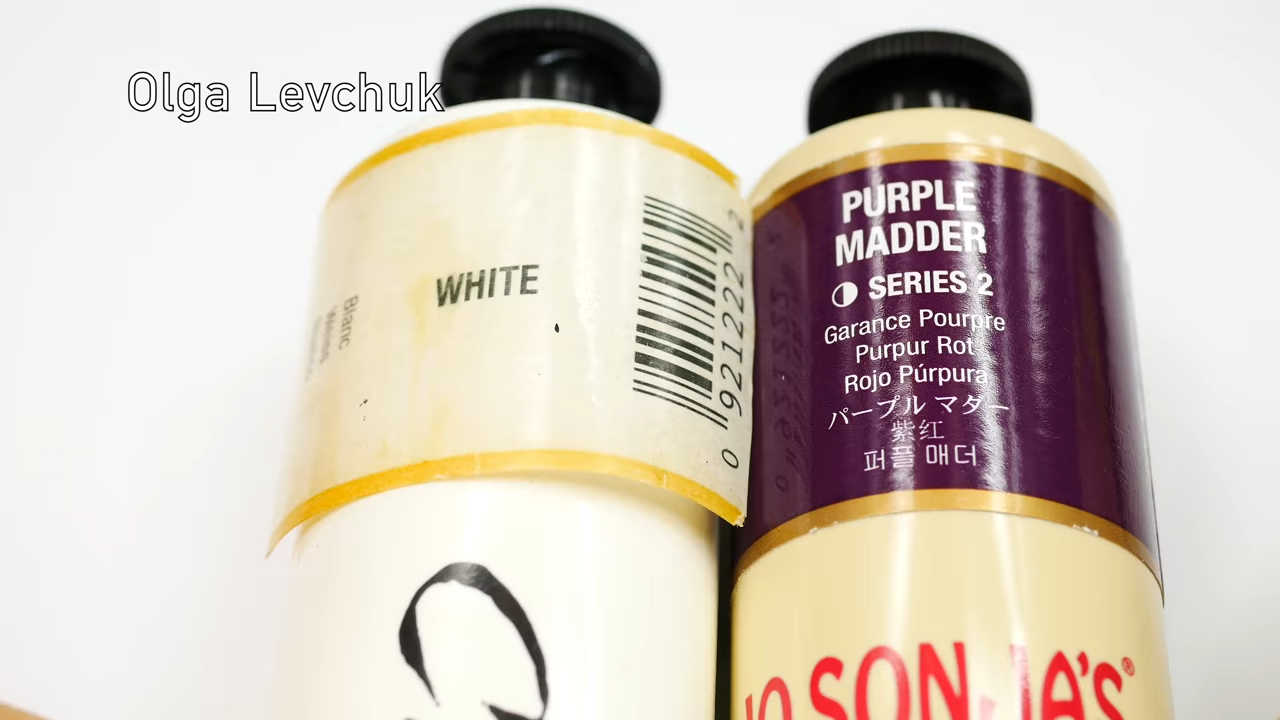 Olga Levchuk
WHITE
Blanc
Weiss
0 921222 2
PURPLE
MADDER
SERIES 2
Garance Pourpre
Purpur Rot
Rojo Púrpura
パープル マダー
紫红
퍼플 매더
JO SONJA'S®